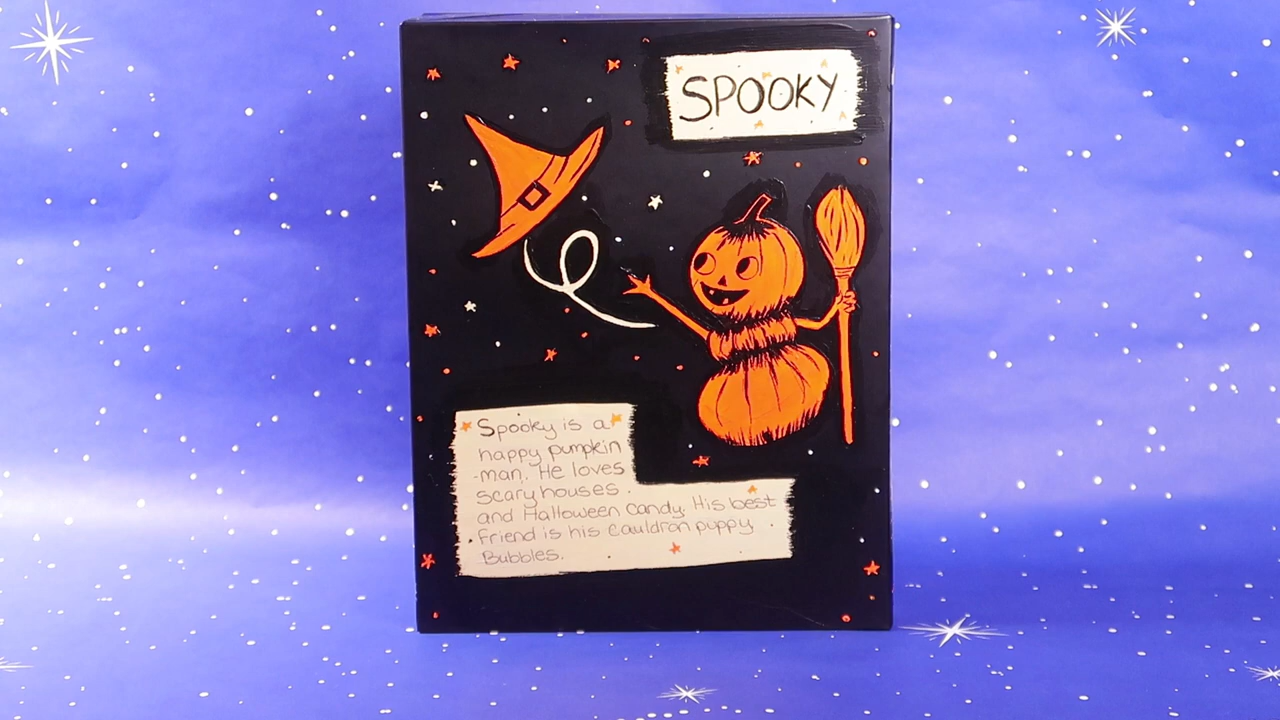 SPOOKY
Spooky is a
happy pumpkin
-man. He loves
scary houses.
and Halloween Candy. His best
friend is his Cauldron puppy
Bubbles.